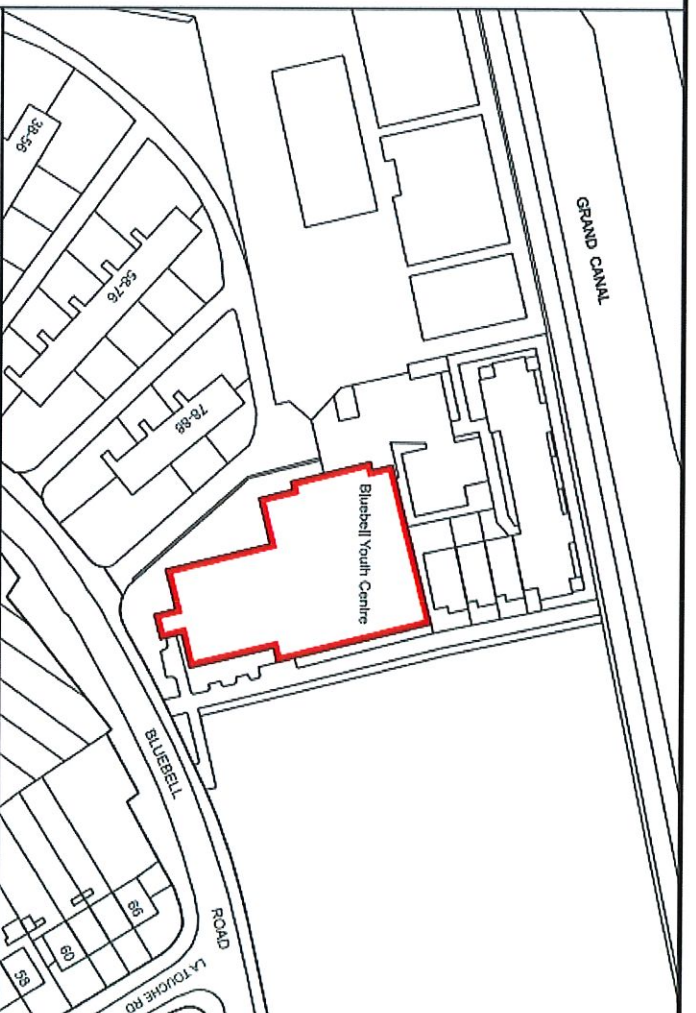 GRAND CANAL
38-56
58-76
78-88
Bluebell Youth Centre
BLUEBELL
ROAD
66
60
58
LA TOUCHE RD